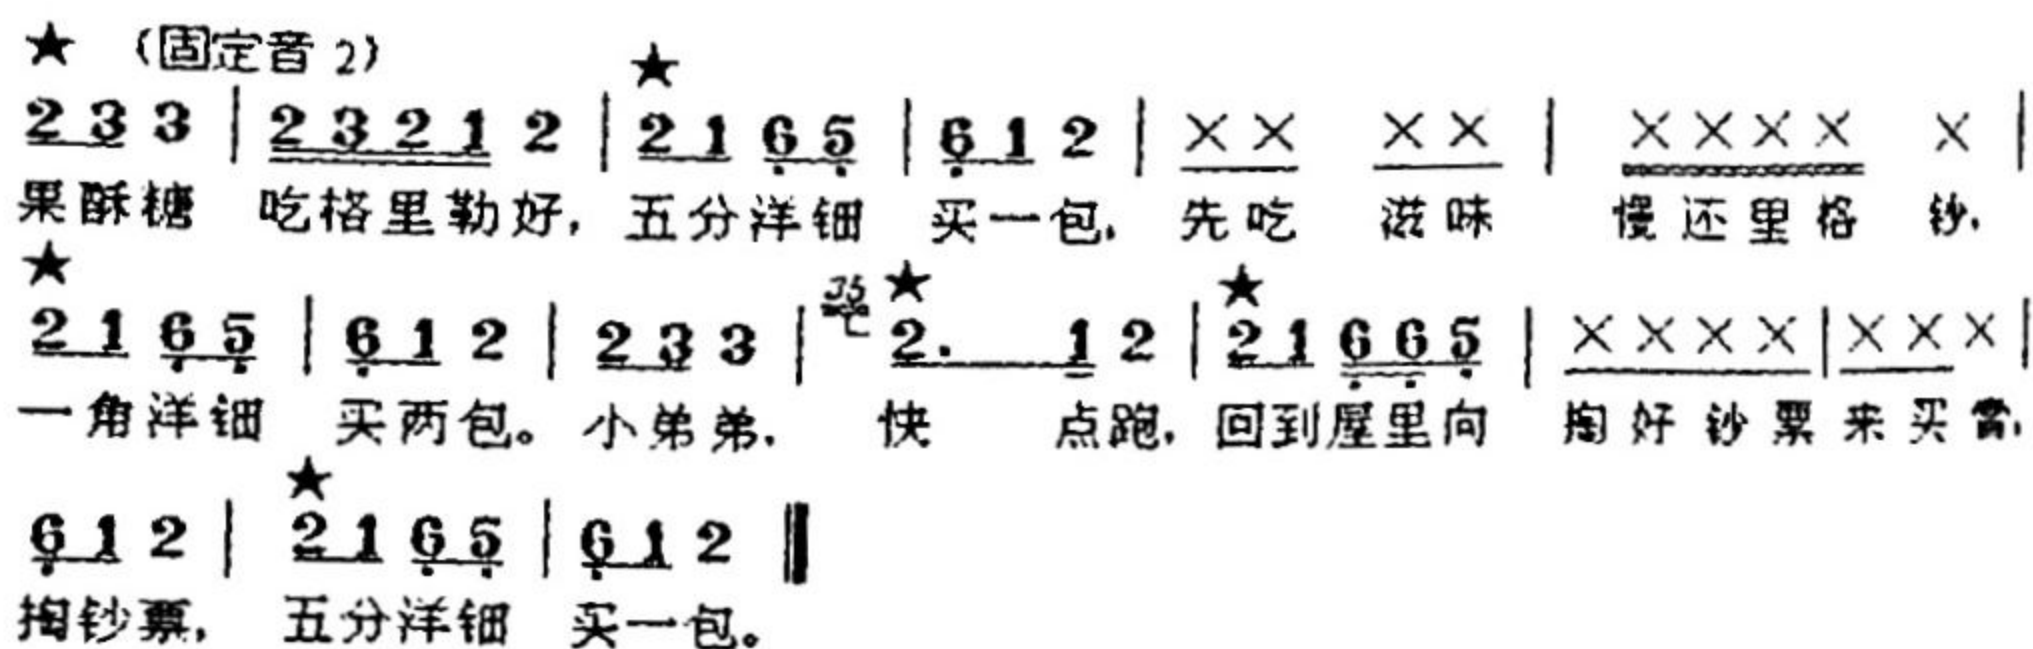 ★ (固定音 2) ★
2 3 3 | 2 3 2 1 2 | 2 1 6̣ 5̣ | 6̣ 1 2 | X X X X | X X X X X |
果酥糖 吃格里勒好, 五分洋钿 买一包, 先吃 滋味 慢还里格 钞,
★ ★ ★
2 1 6̣ 5̣ | 6̣ 1 2 | 2 3 3 | 35 2. 1 2 | 2 1 6̣ 6̣ 5̣ | X X X X | X X X |
一角洋钿 买两包。 小弟弟, 快 点跑, 回到屋里向 掏好钞票来买
★
6̣ 1 2 | 2 1 6̣ 5̣ | 6̣ 1 2 ‖
掏钞票, 五分洋钿 买一包。